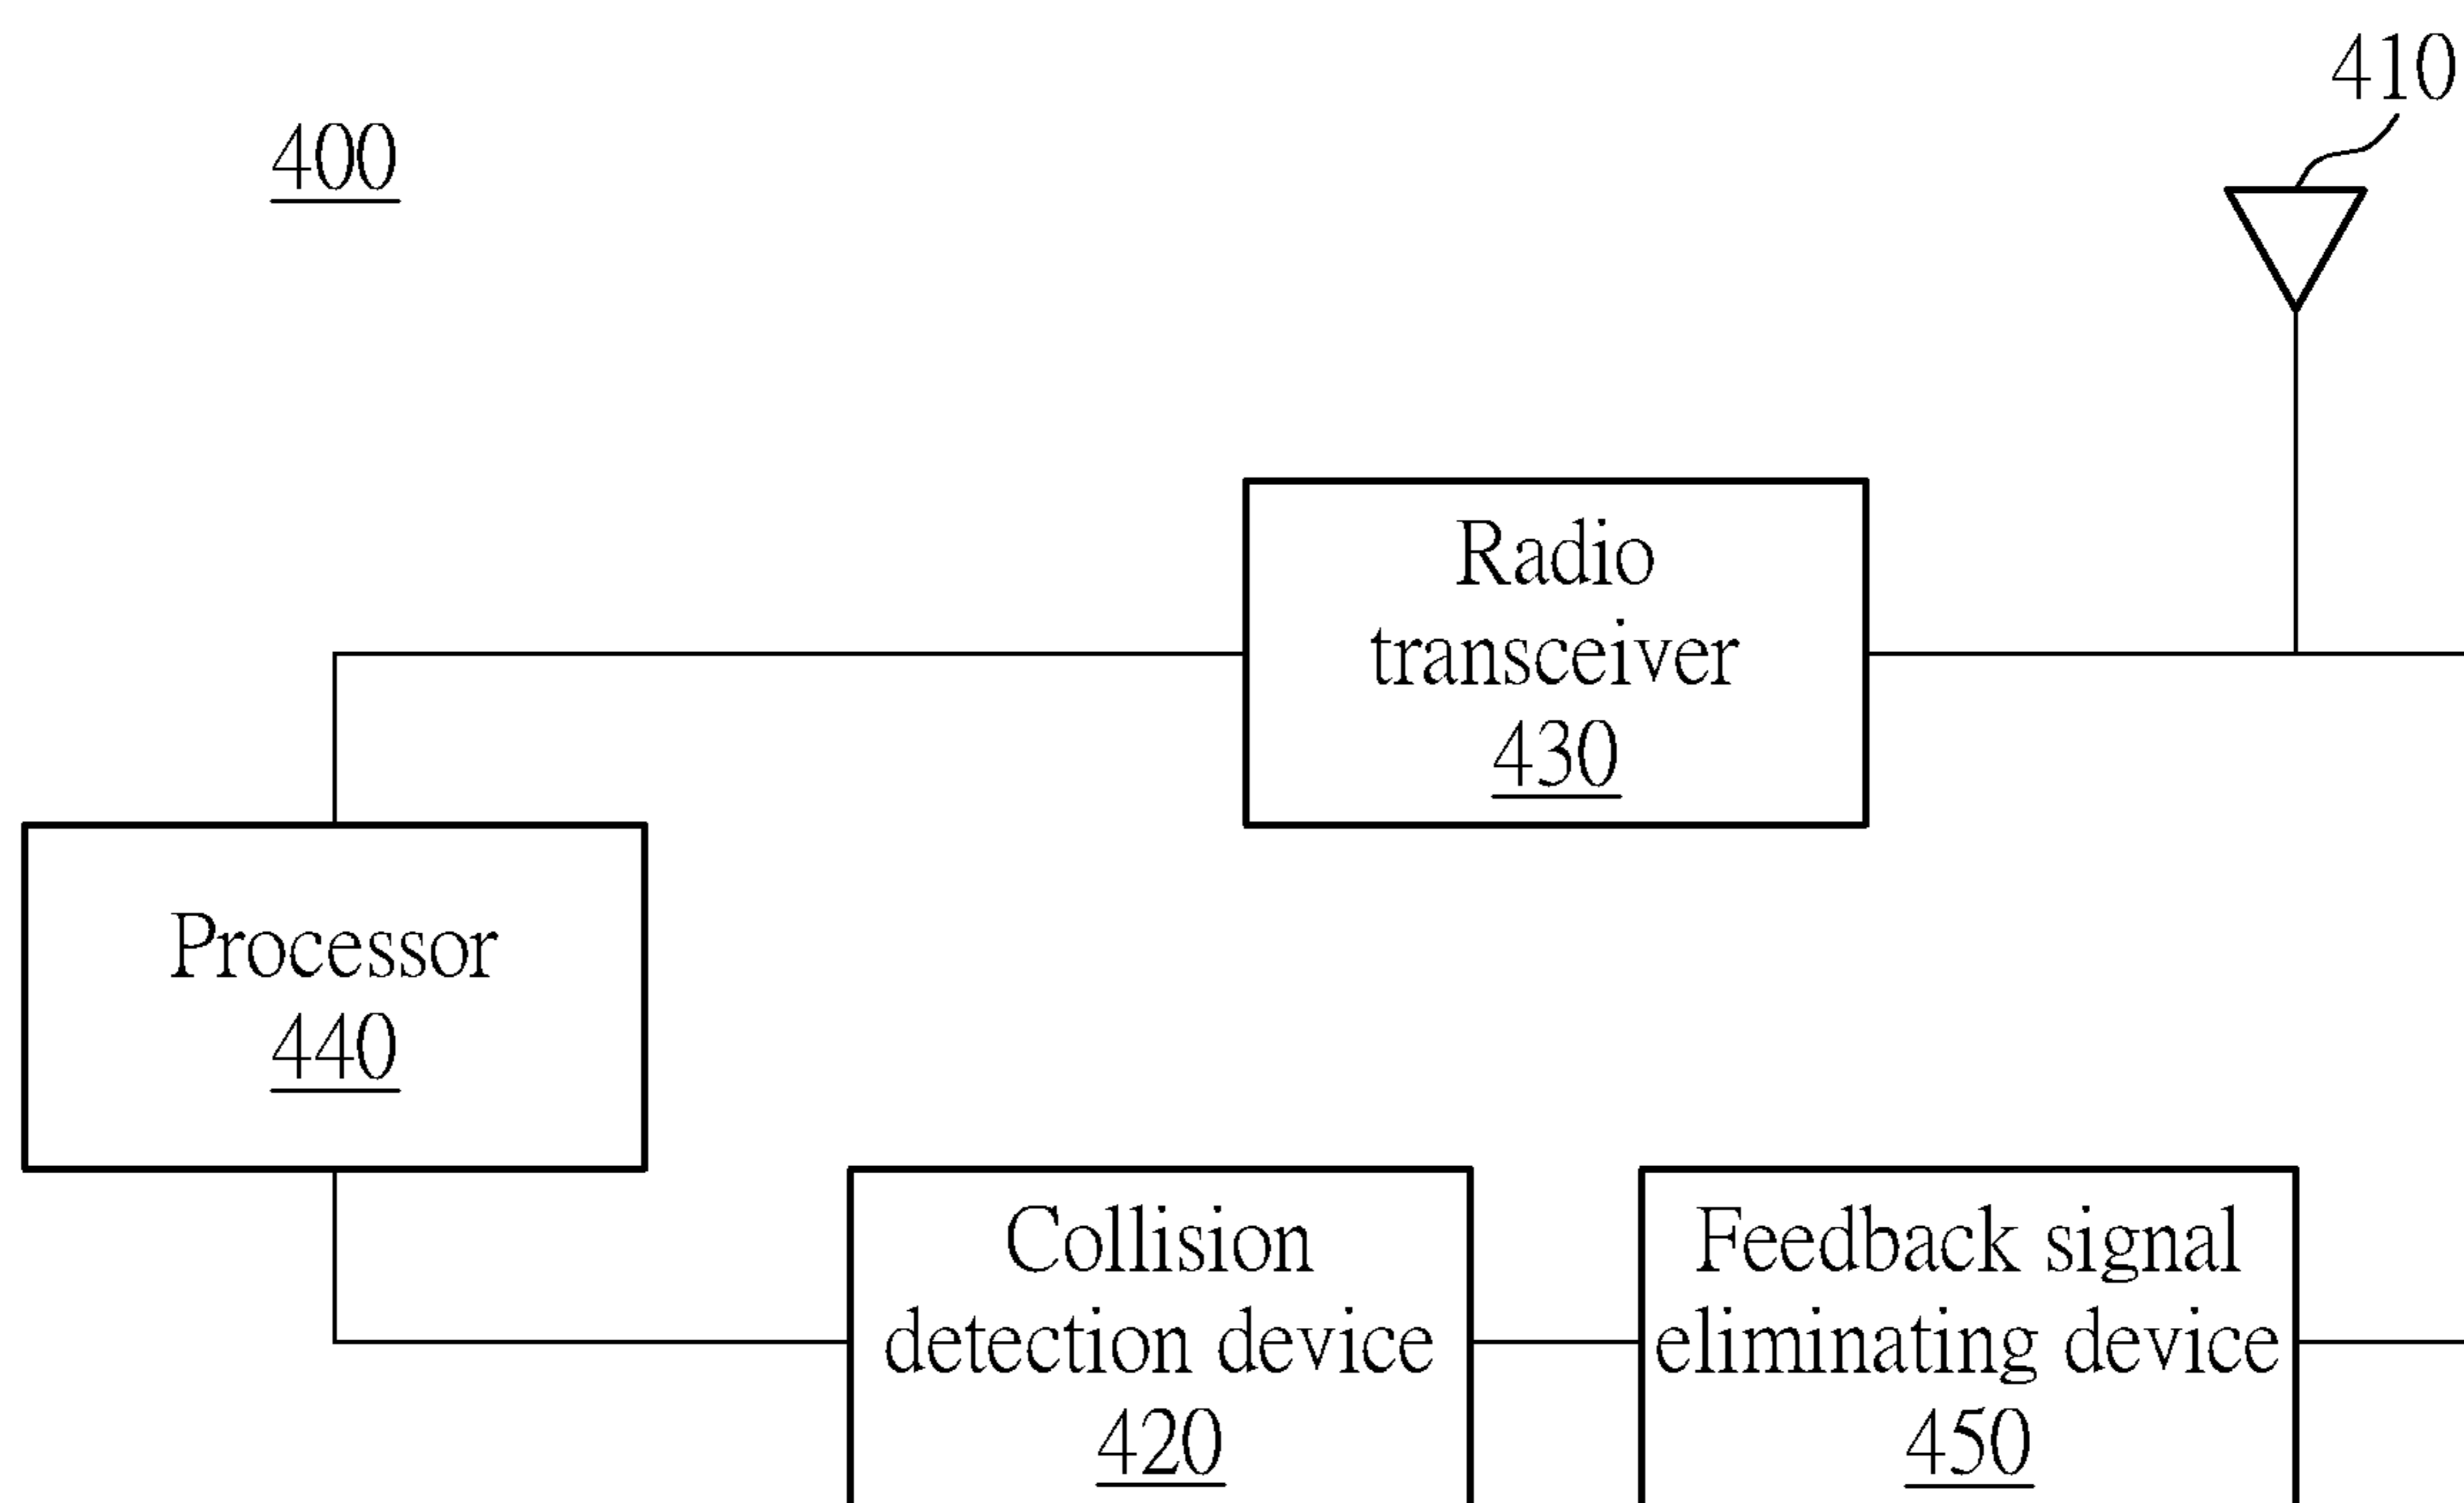 410
400
Radio
transceiver
430
Processor
440
Collision
detection device
420
Feedback signal
eliminating device
450